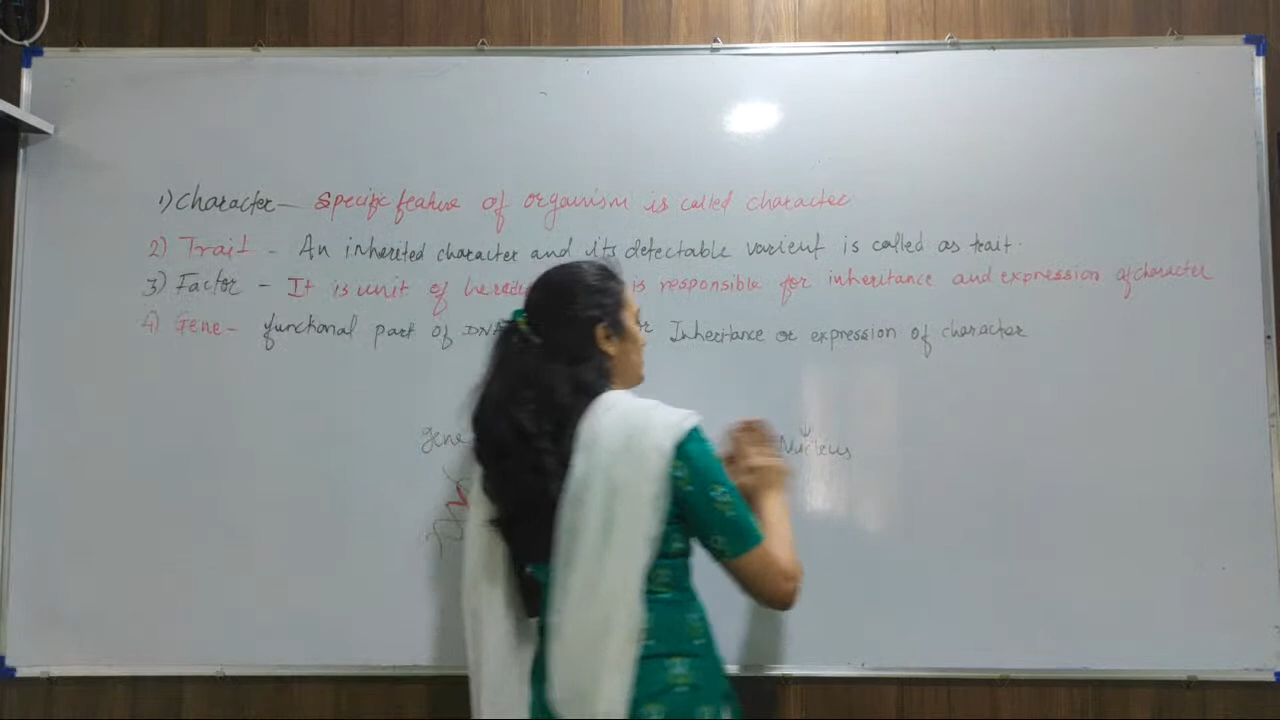 1) Character - Specific feature of organism is called character
2) Trait - An inherited character and its detectable varient is called as trait.
3) Factor - It is unit of is responsible for inheritance and expression of character
4) Gene - functional part of DNA Inheritance or expression of character
gene Nucleus